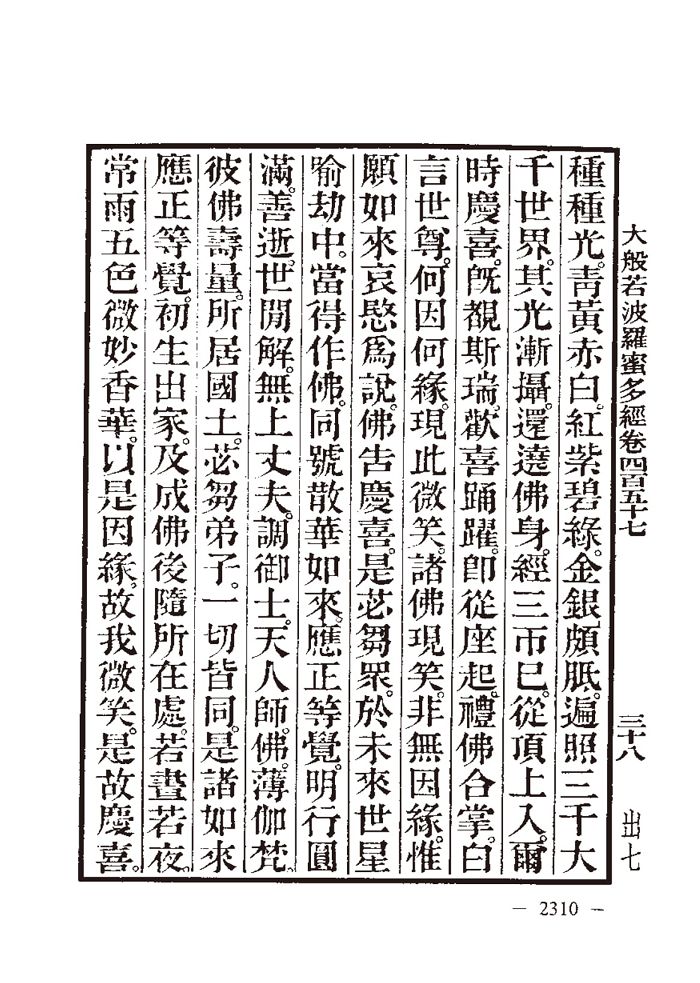 大般若波羅蜜多經卷四百五十七 三十八 出七
種種光。靑黃赤白。紅紫碧綠。金銀頗胝。遍照三千大
千世界。其光漸攝。還遶佛身。經三帀已。從頂上入。爾
時慶喜。旣覩斯瑞。歡喜踊躍。卽從座起。禮佛合掌。白
言世尊。何因何緣。現此微笑。諸佛現笑。非無因緣。惟
願如來哀愍爲說。佛告慶喜。是苾芻眾。於未來世星
喻劫中。當得作佛。同號散華如來。應正等覺。明行圓
滿。善逝。世閒解。無上丈夫。調御士。天人師。佛。薄伽梵。
彼佛壽量。所居國土。苾芻弟子。一切皆同。是諸如來
應正等覺。初生出家。及成佛後。隨所在處。若晝若夜。
常雨五色微妙香華。以是因緣。故我微笑。是故慶喜。
— 2310 —